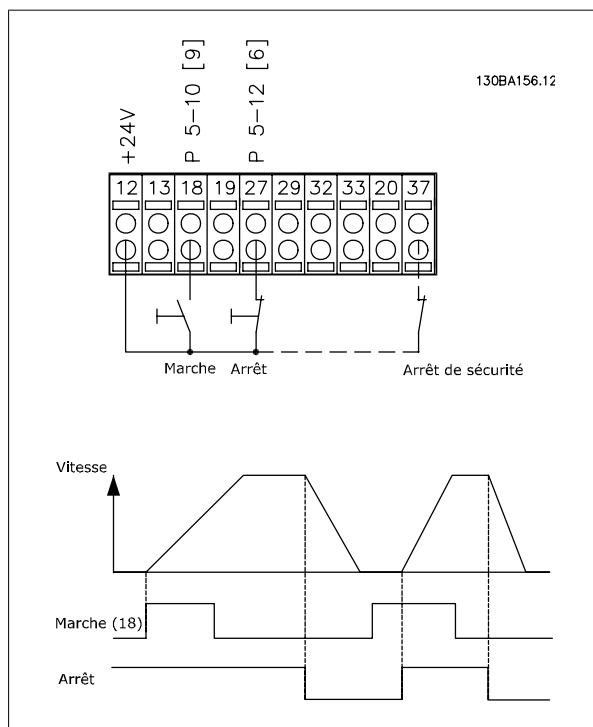 130BA156.12
+24V
P 5-10 [9]
P 5-12 [6]
12 13 18 19 27 29 32 33 20 37
Marche Arrêt Arrêt de sécurité
Vitesse
Marche (18)
Arrêt